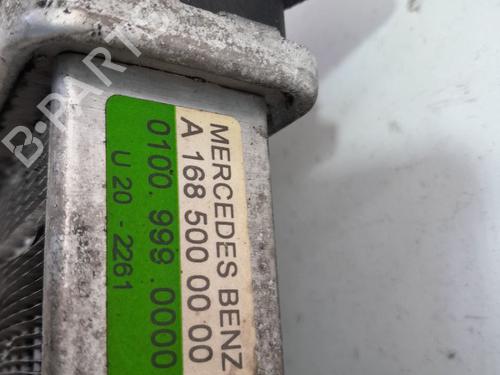 MERCEDES BENZ
A 168 500 00 00
0100. 999 .0000
U 20 - 2261
B-PARTS